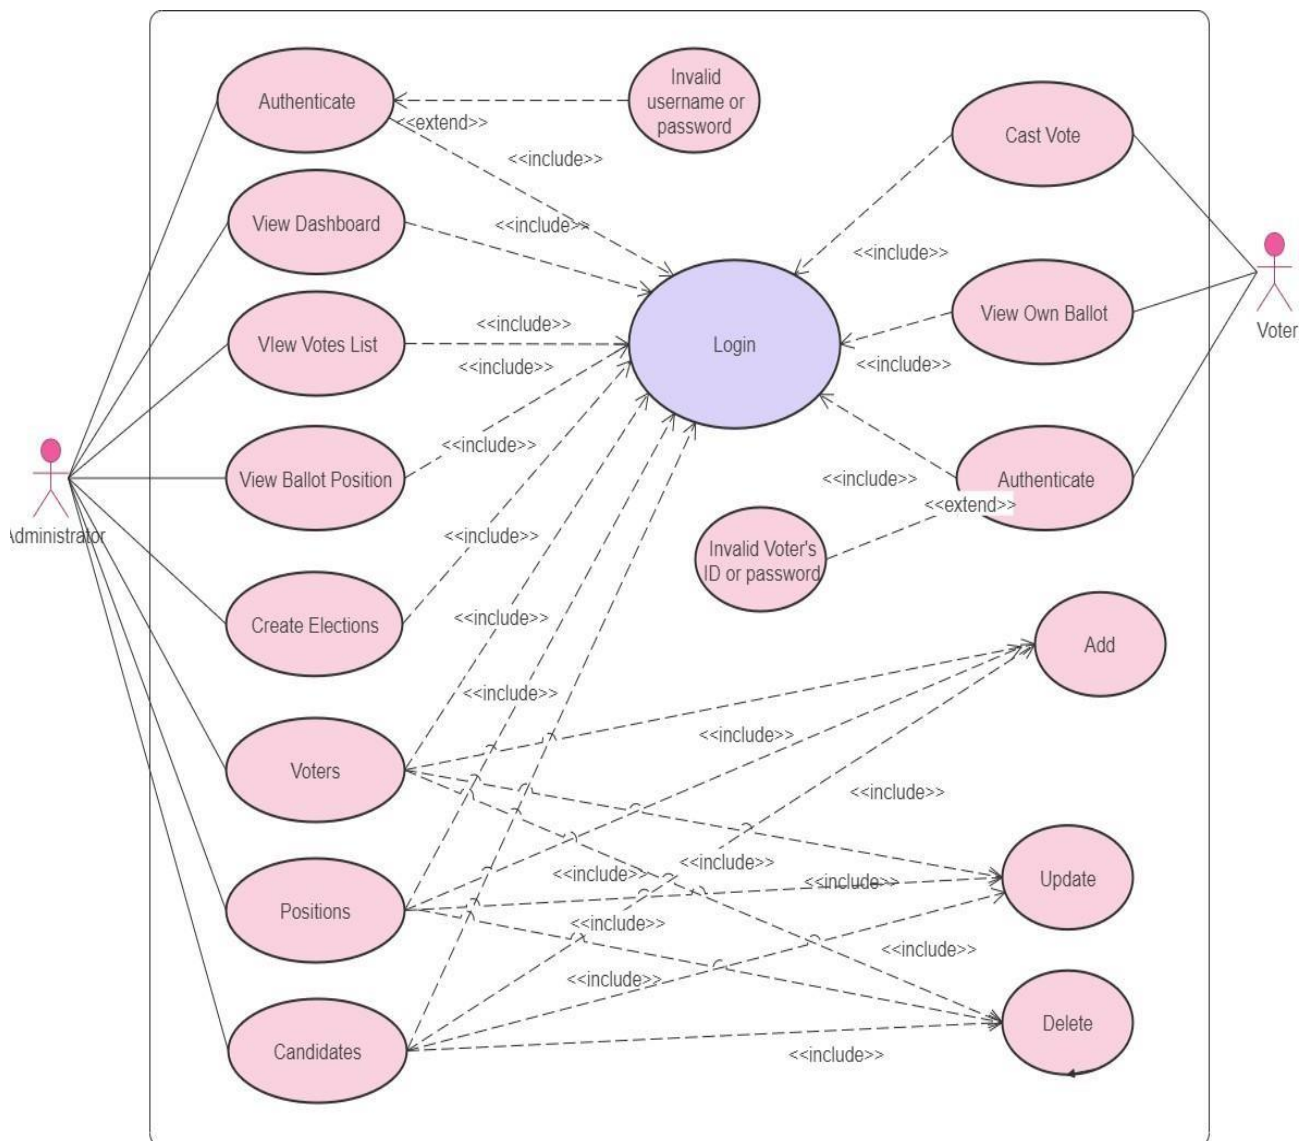 Authenticate
Invalid
username or
password
<<extend>>
<<include>>
Cast Vote
View Dashboard
<<include>>
<<include>>
Login
View Own Ballot
Voter
VIew Votes List
<<include>>
<<include>>
<<include>>
<<include>>
View Ballot Position
Authenticate
<<include>>
<<extend>>
dministrator
<<include>>
Invalid Voter's
ID or password
Create Elections
<<include>>
Add
<<include>>
<<include>>
Voters
<<include>>
<<include>>
<<include>>
<<include>>
Update
Positions
<<include>>
<<include>>
<<include>>
Delete
Candidates
<<include>>